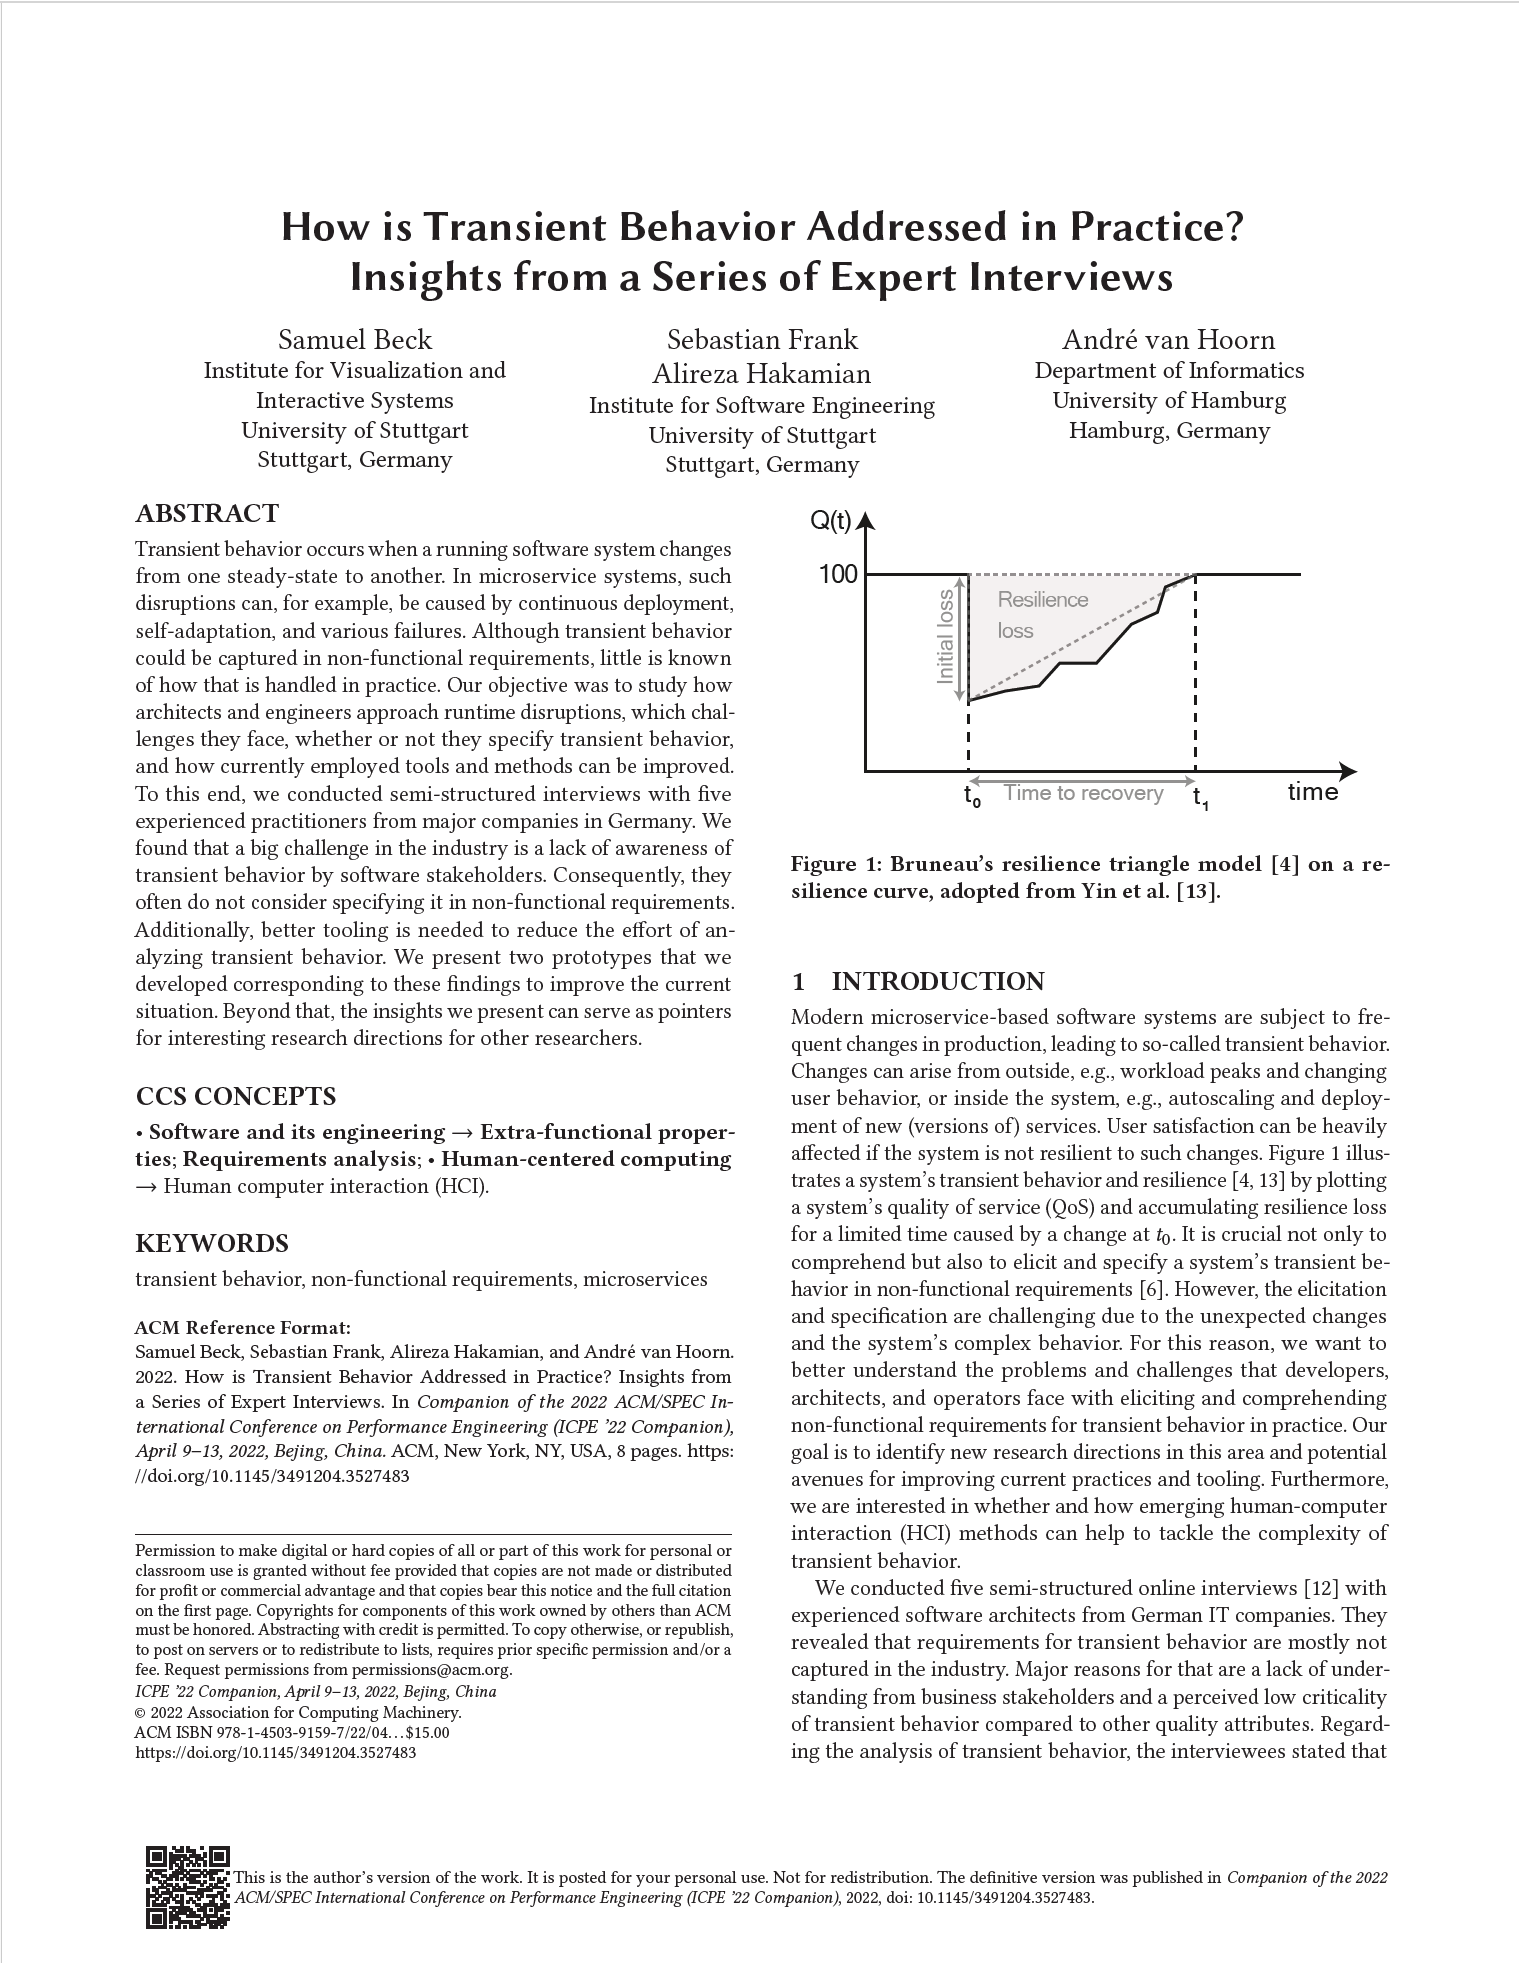 How is Transient Behavior Addressed in Practice?
Insights from a Series of Expert Interviews
Samuel Beck
Institute for Visualization and
Interactive Systems
University of Stuttgart
Stuttgart, Germany
Sebastian Frank
Alireza Hakamian
Institute for Software Engineering
University of Stuttgart
Stuttgart, Germany
André van Hoorn
Department of Informatics
University of Hamburg
Hamburg, Germany
ABSTRACT
Transient behavior occurs when a running software system changes
from one steady-state to another. In microservice systems, such
disruptions can, for example, be caused by continuous deployment,
self-adaptation, and various failures. Although transient behavior
could be captured in non-functional requirements, little is known
of how that is handled in practice. Our objective was to study how
architects and engineers approach runtime disruptions, which chal-
lenges they face, whether or not they specify transient behavior,
and how currently employed tools and methods can be improved.
To this end, we conducted semi-structured interviews with five
experienced practitioners from major companies in Germany. We
found that a big challenge in the industry is a lack of awareness of
transient behavior by software stakeholders. Consequently, they
often do not consider specifying it in non-functional requirements.
Additionally, better tooling is needed to reduce the effort of an-
alyzing transient behavior. We present two prototypes that we
developed corresponding to these findings to improve the current
situation. Beyond that, the insights we present can serve as pointers
for interesting research directions for other researchers.
CCS CONCEPTS
• Software and its engineering → Extra-functional proper-
ties; Requirements analysis; • Human-centered computing
→ Human computer interaction (HCI).
KEYWORDS
transient behavior, non-functional requirements, microservices
ACM Reference Format:
Samuel Beck, Sebastian Frank, Alireza Hakamian, and André van Hoorn.
2022. How is Transient Behavior Addressed in Practice? Insights from
a Series of Expert Interviews. In Companion of the 2022 ACM/SPEC In-
ternational Conference on Performance Engineering (ICPE ’22 Companion),
April 9–13, 2022, Bejing, China. ACM, New York, NY, USA, 8 pages. https:
//doi.org/10.1145/3491204.3527483
Permission to make digital or hard copies of all or part of this work for personal or
classroom use is granted without fee provided that copies are not made or distributed
for profit or commercial advantage and that copies bear this notice and the full citation
on the first page. Copyrights for components of this work owned by others than ACM
must be honored. Abstracting with credit is permitted. To copy otherwise, or republish,
to post on servers or to redistribute to lists, requires prior specific permission and/or a
fee. Request permissions from permissions@acm.org.
ICPE ’22 Companion, April 9–13, 2022, Bejing, China
© 2022 Association for Computing Machinery.
ACM ISBN 978-1-4503-9159-7/22/04…$15.00
https://doi.org/10.1145/3491204.3527483
Q(t)
100
Initial loss
Resilience
loss
t0
Time to recovery
t1
time
Figure 1: Bruneau’s resilience triangle model [4] on a re-
silience curve, adopted from Yin et al. [13].
1 INTRODUCTION
Modern microservice-based software systems are subject to fre-
quent changes in production, leading to so-called transient behavior.
Changes can arise from outside, e.g., workload peaks and changing
user behavior, or inside the system, e.g., autoscaling and deploy-
ment of new (versions of) services. User satisfaction can be heavily
affected if the system is not resilient to such changes. Figure 1 illus-
trates a system’s transient behavior and resilience [4, 13] by plotting
a system’s quality of service (QoS) and accumulating resilience loss
for a limited time caused by a change at t0. It is crucial not only to
comprehend but also to elicit and specify a system’s transient be-
havior in non-functional requirements [6]. However, the elicitation
and specification are challenging due to the unexpected changes
and the system’s complex behavior. For this reason, we want to
better understand the problems and challenges that developers,
architects, and operators face with eliciting and comprehending
non-functional requirements for transient behavior in practice. Our
goal is to identify new research directions in this area and potential
avenues for improving current practices and tooling. Furthermore,
we are interested in whether and how emerging human-computer
interaction (HCI) methods can help to tackle the complexity of
transient behavior.
We conducted five semi-structured online interviews [12] with
experienced software architects from German IT companies. They
revealed that requirements for transient behavior are mostly not
captured in the industry. Major reasons for that are a lack of under-
standing from business stakeholders and a perceived low criticality
of transient behavior compared to other quality attributes. Regard-
ing the analysis of transient behavior, the interviewees stated that
This is the author’s version of the work. It is posted for your personal use. Not for redistribution. The definitive version was published in Companion of the 2022
ACM/SPEC International Conference on Performance Engineering (ICPE ’22 Companion), 2022, doi: 10.1145/3491204.3527483.